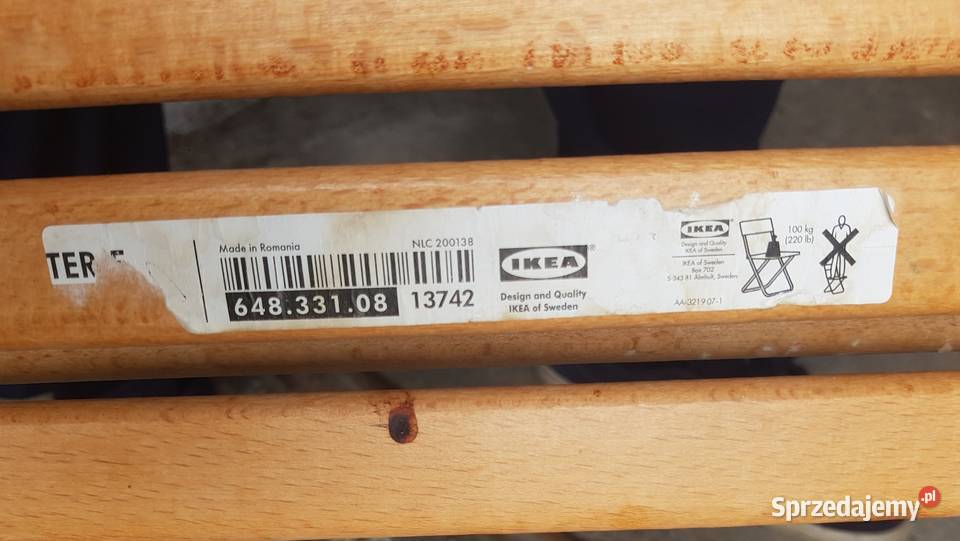 TER
Made in Romania
NLC 200138
648.331.08
13742
IKEA
®
Design and Quality
IKEA of Sweden
IKEA
Design and Quality
IKEA of Sweden
IKEA of Sweden
Box 702
S-343 81 Älmhult, Sweden
100 kg
(220 lb)
AA-321907-1
Sprzedajemy.pl